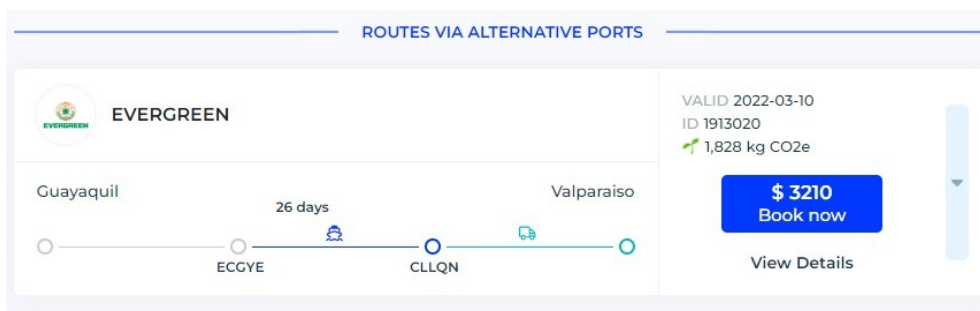 ROUTES VIA ALTERNATIVE PORTS
EVERGREEN
EVERGREEN
VALID 2022-03-10
ID 1913020
1,828 kg CO2e
$ 3210
Book now
View Details
Guayaquil
Valparaiso
26 days
ECGYE
CLLQN